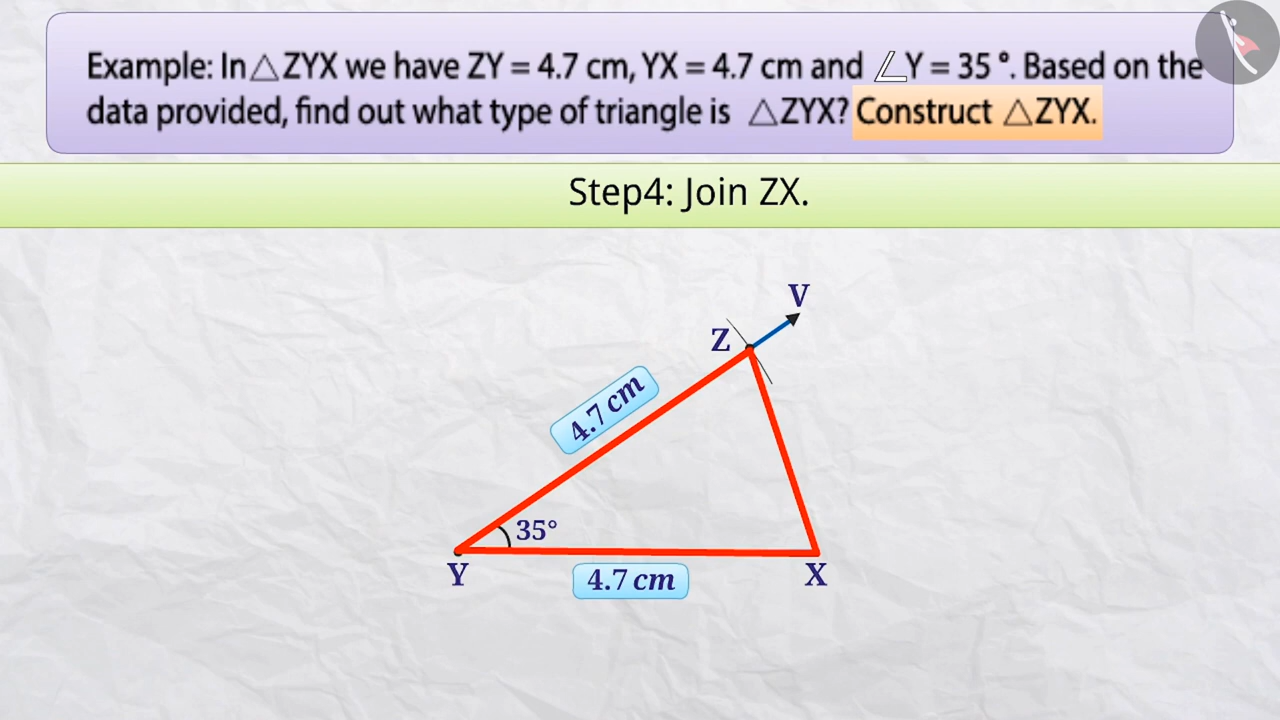 Example: In △ZYX we have ZY = 4.7 cm, YX = 4.7 cm and ∠Y = 35 °. Based on the
data provided, find out what type of triangle is △ZYX? Construct △ZYX.
Step4: Join ZX.
V
Z
4.7 cm
35°
Y
4.7 cm
X